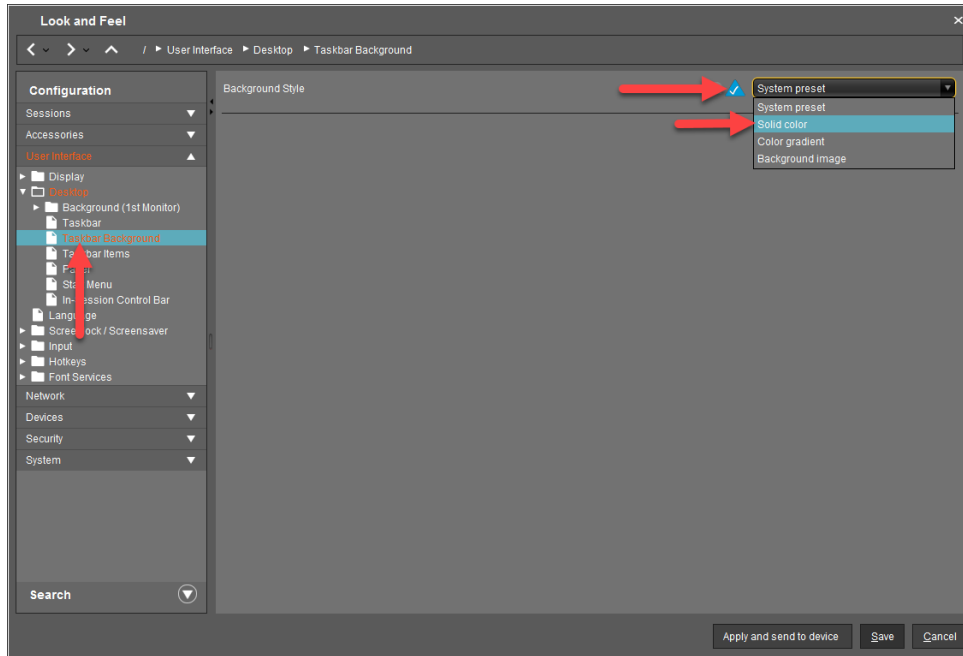 Look and Feel
/ User Interface Desktop Taskbar Background
Configuration
Sessions
Accessories
User Interface
Display
Desktop
Background (1st Monitor)
Taskbar
Taskbar Background
Taskbar Items
Start Menu
In-Session Control Bar
Language
Screenlock / Screensaver
Input
Hotkeys
Font Services
Network
Devices
Security
System
Search
Background Style
System preset
System preset
Solid color
Color gradient
Background image
Apply and send to device Save Cancel